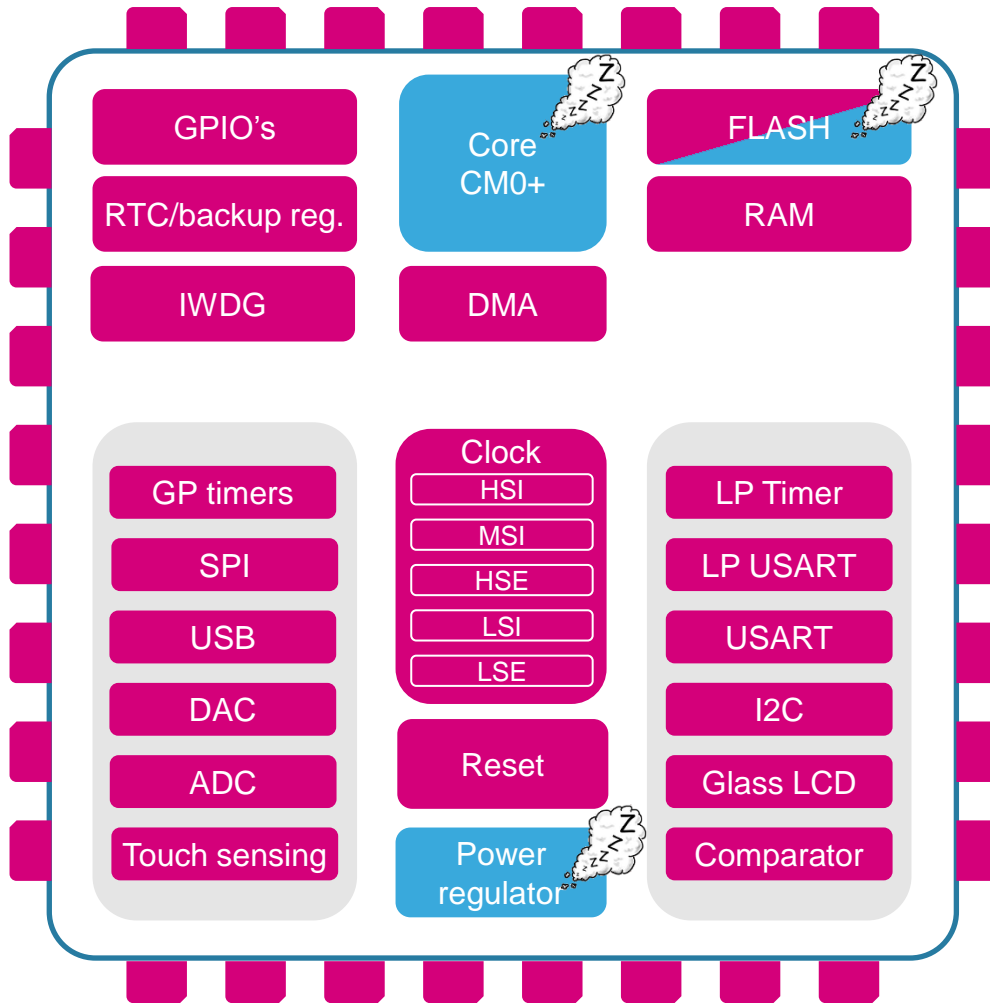 GPIO's
RTC/backup reg.
IWDG
Core
CM0+
z z z Z Z
DMA
FLASH
z z z Z Z
RAM
GP timers
SPI
USB
DAC
ADC
Touch sensing
Clock
HSI
MSI
HSE
LSI
LSE
Reset
Power
regulator
z z z Z Z
LP Timer
LP USART
USART
I2C
Glass LCD
Comparator